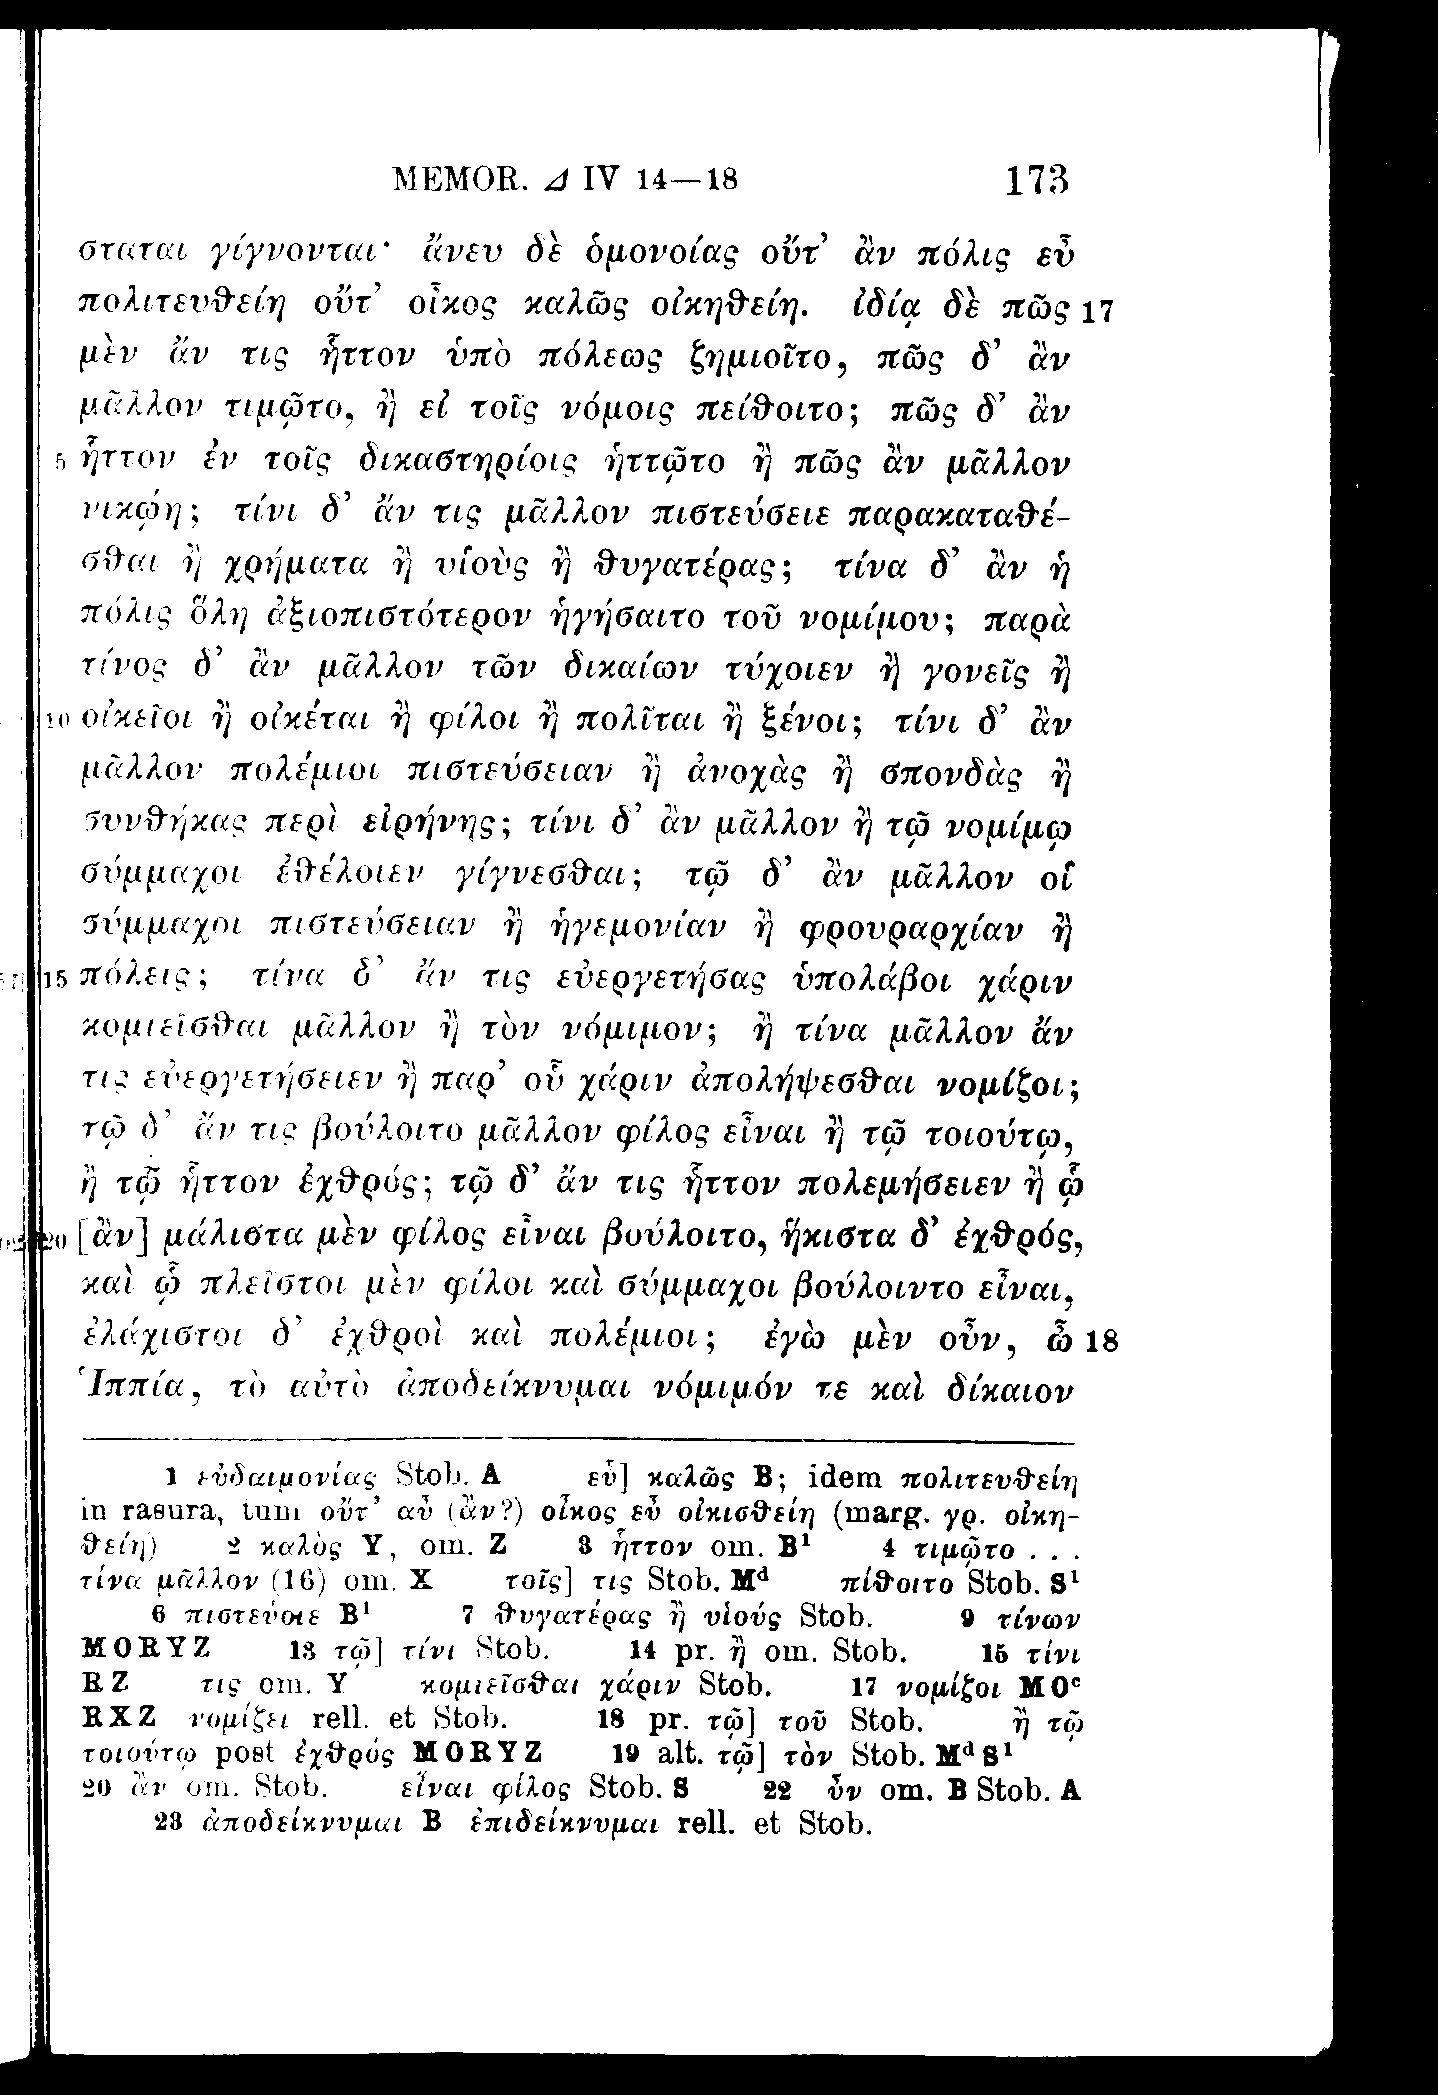 MEMOR. Δ IV 14—18 173
σταται γίγνονται· ἄνευ δὲ ὁμονοίας οὔτ’ ἂν πόλις εὖ
πολιτευθείη οὔτ’ οἶκος καλῶς οἰκηθείη. ἰδίᾳ δὲ πῶς 17
μὲν ἄν τις ἧττον ὑπὸ πόλεως ζημιοῖτο, πῶς δ’ ἂν
μᾶλλον τιμῷτο, ἢ εἰ τοῖς νόμοις πείθοιτο; πῶς δ’ ἂν
5 ἧττον ἐν τοῖς δικαστηρίοις ἡττῷτο ἢ πῶς ἂν μᾶλλον
νικῴη; τίνι δ’ ἄν τις μᾶλλον πιστεύσειε παρακαταθέ-
σθαι ἢ χρήματα ἢ υἱοὺς ἢ θυγατέρας; τίνα δ’ ἂν ἡ
πόλις ὅλη ἀξιοπιστότερον ἡγήσαιτο τοῦ νομίμου; παρὰ
τίνος δ’ ἂν μᾶλλον τῶν δικαίων τύχοιεν ἢ γονεῖς ἢ
10 οἰκεῖοι ἢ οἰκέται ἢ φίλοι ἢ πολῖται ἢ ξένοι; τίνι δ’ ἂν
μᾶλλον πολέμιοι πιστεύσειαν ἢ ἀνοχὰς ἢ σπονδὰς ἢ
συνθήκας περὶ εἰρήνης; τίνι δ’ ἂν μᾶλλον ἢ τῷ νομίμῳ
σύμμαχοι ἐθέλοιεν γίγνεσθαι; τῷ δ’ ἂν μᾶλλον οἱ
σύμμαχοι πιστεύσειαν ἢ ἡγεμονίαν ἢ φρουραρχίαν ἢ
15 πόλεις; τίνα δ’ ἄν τις εὐεργετήσας ὑπολάβοι χάριν
κομιεῖσθαι μᾶλλον ἢ τὸν νόμιμον; ἢ τίνα μᾶλλον ἄν
τις εὐεργετήσειεν ἢ παρ’ οὗ χάριν ἀπολήψεσθαι νομίζοι;
τῷ δ’ ἄν τις βούλοιτο μᾶλλον φίλος εἶναι ἢ τῷ τοιούτῳ,
ἢ τῷ ἧττον ἐχθρός; τῷ δ’ ἄν τις ἧττον πολεμήσειεν ἢ ᾧ
20 [ἂν] μάλιστα μὲν φίλος εἶναι βούλοιτο, ἥκιστα δ’ ἐχθρός,
καὶ ᾧ πλεῖστοι μὲν φίλοι καὶ σύμμαχοι βούλοιντο εἶναι,
ἐλάχιστοι δ’ ἐχθροὶ καὶ πολέμιοι; ἐγὼ μὲν οὖν, ὦ 18
Ἱππία, τὸ αὐτὸ ἀποδείκνυμαι νόμιμόν τε καὶ δίκαιον
1 εὐδαιμονίας Stob. A εὖ] καλῶς B; idem πολιτευθείη
in rasura, tum οὔτ’ αὖ (ἂν?) οἶκος εὖ οἰκισθείη (marg. γρ. οἰκη-
θείη) 2 καλὸς Y, om. Z 3 ἧττον om. B¹ 4 τιμῷτο . . .
τίνα μᾶλλον (16) om. X τοῖς] τις Stob. Mᵈ πίθοιτο Stob. S¹
6 πιστεύοιε B¹ 7 θυγατέρας ἢ υἱούς Stob. 9 τίνων
MORYZ 13 τῷ] τίνι Stob. 14 pr. ἢ om. Stob. 15 τίνι
RZ τις om. Y κομιεῖσθαι χάριν Stob. 17 νομίζοι MOᶜ
RXZ νομίζει rell. et Stob. 18 pr. τῷ] τοῦ Stob. ἢ τῷ
τοιούτῳ post ἐχθρός MORYZ 19 alt. τῷ] τὸν Stob. Mᵈ S¹
20 ἂν om. Stob. εἶναι φίλος Stob. S 22 ὖν om. B Stob. A
23 ἀποδείκνυμαι B ἐπιδείκνυμαι rell. et Stob.